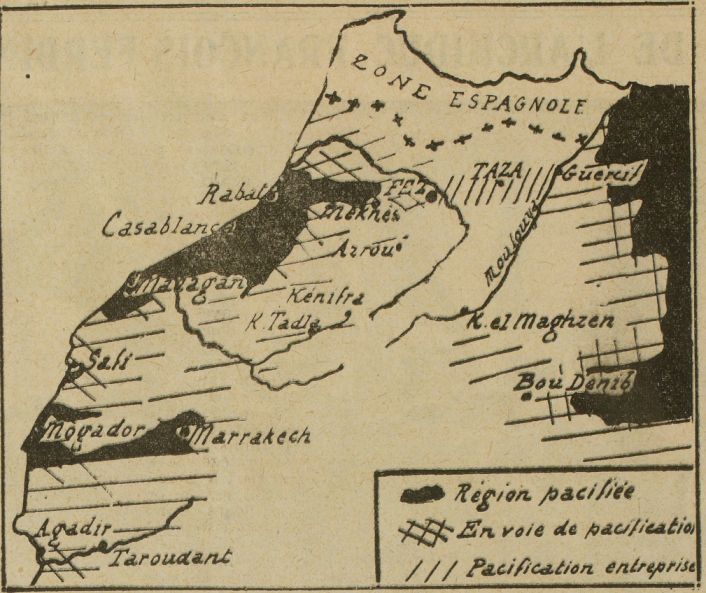 ZONE ESPAGNOLE
TAZA
Guercif
Rabat
FEZ
Meknès
Casablanca
Azrou
Moulouya
Mazagan
Kénifra
K. Tadla
K. el Maghzen
Safi
Bou Denib
Mogador
Marrakech
Agadir
Taroudant
Région pacifiée
En voie de pacification
Pacification entreprise